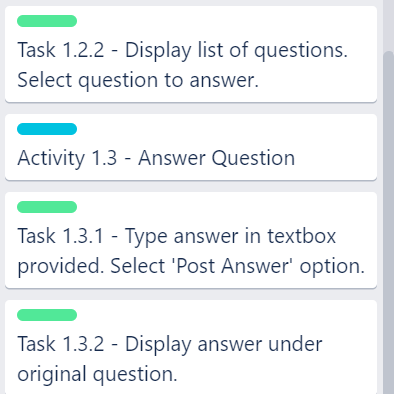 Task 1.2.2 - Display list of questions.
Select question to answer.
Activity 1.3 - Answer Question
Task 1.3.1 - Type answer in textbox
provided. Select 'Post Answer' option.
Task 1.3.2 - Display answer under
original question.